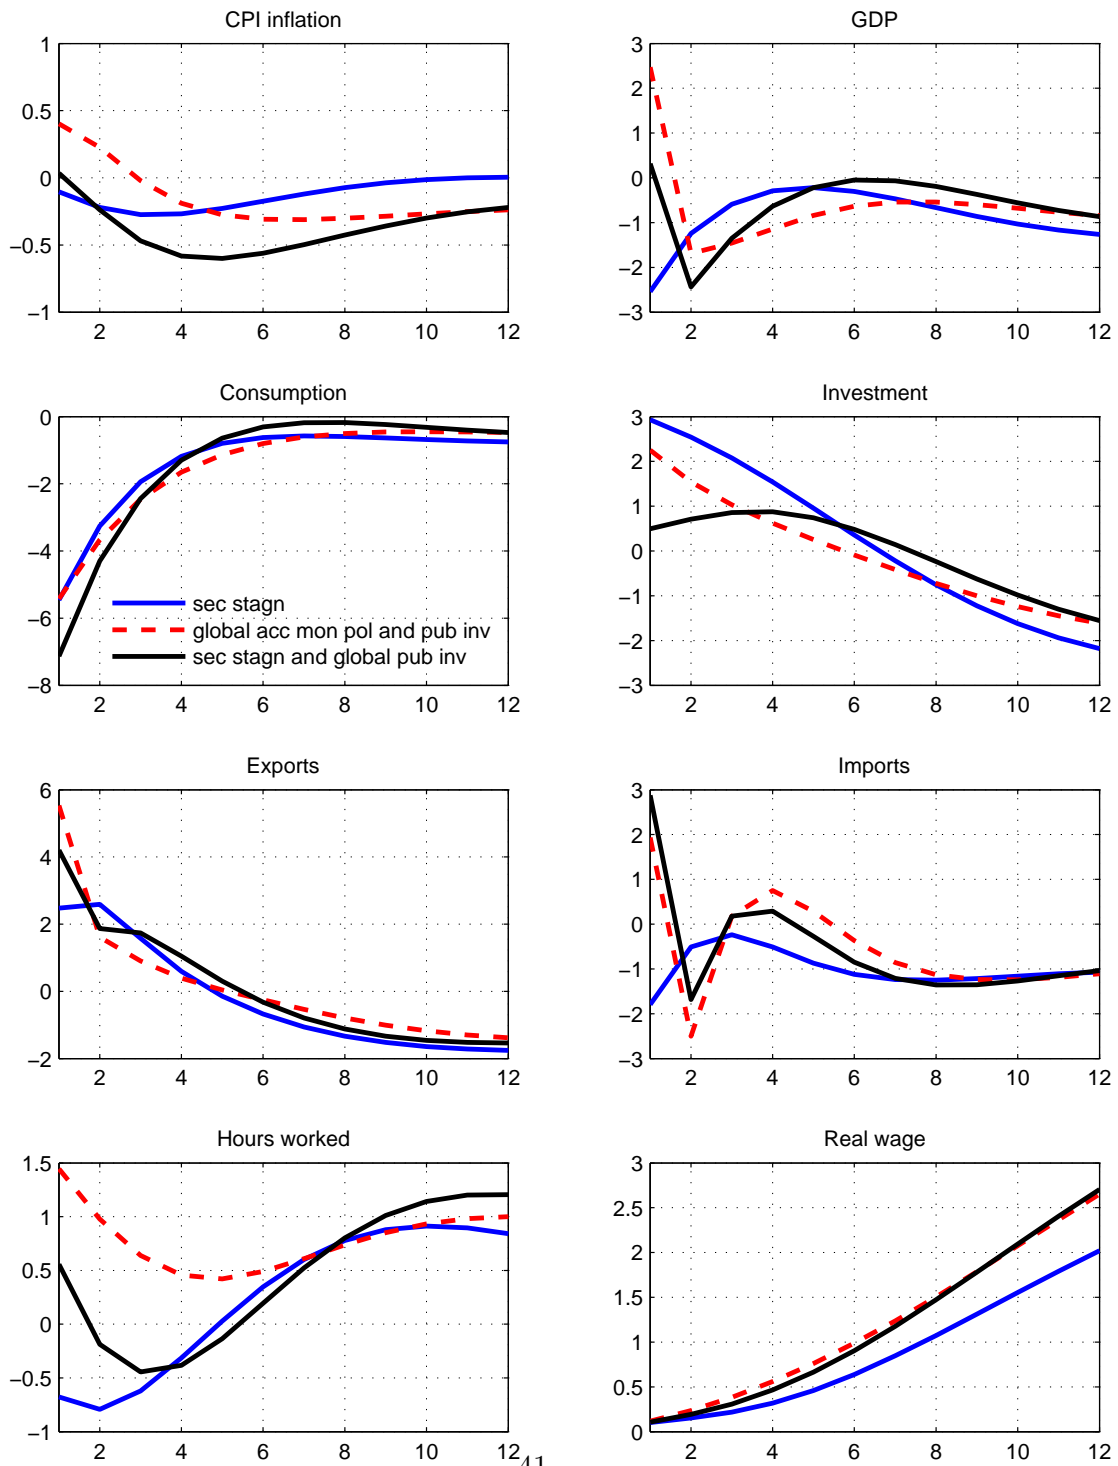 CPI inflation
1
0.5
0
−0.5
−1
2 4 6 8 10 12
GDP
3
2
1
0
−1
−2
−3
2 4 6 8 10 12
Consumption
0
−2
−4
−6
−8
sec stagn
global acc mon pol and pub inv
sec stagn and global pub inv
2 4 6 8 10 12
Investment
3
2
1
0
−1
−2
−3
2 4 6 8 10 12
Exports
6
4
2
0
−2
2 4 6 8 10 12
Imports
3
2
1
0
−1
−2
−3
2 4 6 8 10 12
Hours worked
1.5
1
0.5
0
−0.5
−1
2 4 6 8 10 12
Real wage
3
2.5
2
1.5
1
0.5
0
2 4 6 8 10 12
41